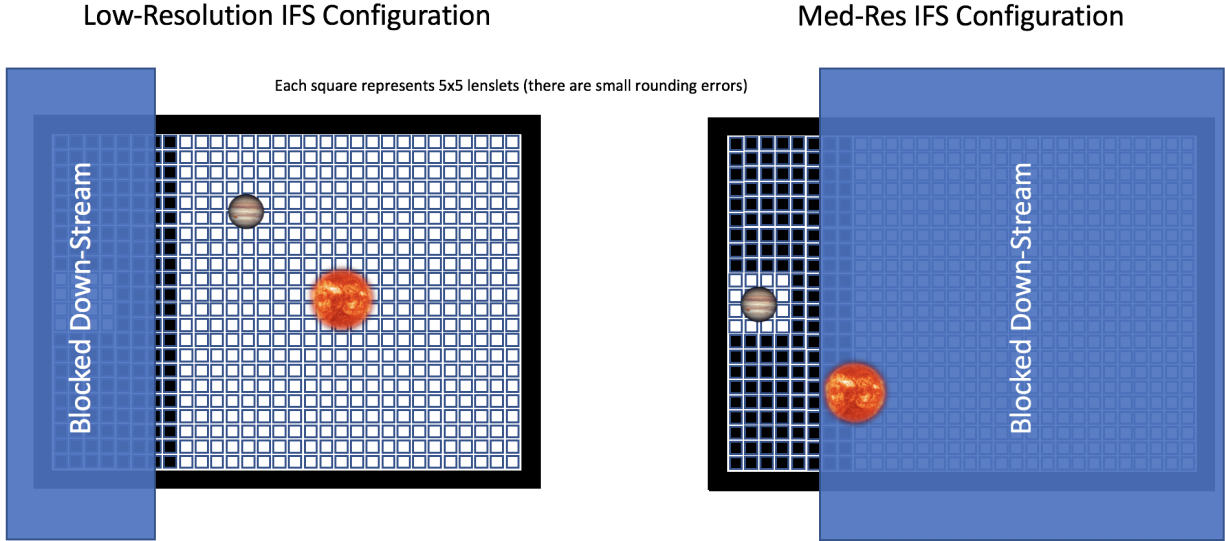 Low-Resolution IFS Configuration
Med-Res IFS Configuration
Each square represents 5x5 lenslets (there are small rounding errors)
Blocked Down-Stream
Blocked Down-Stream